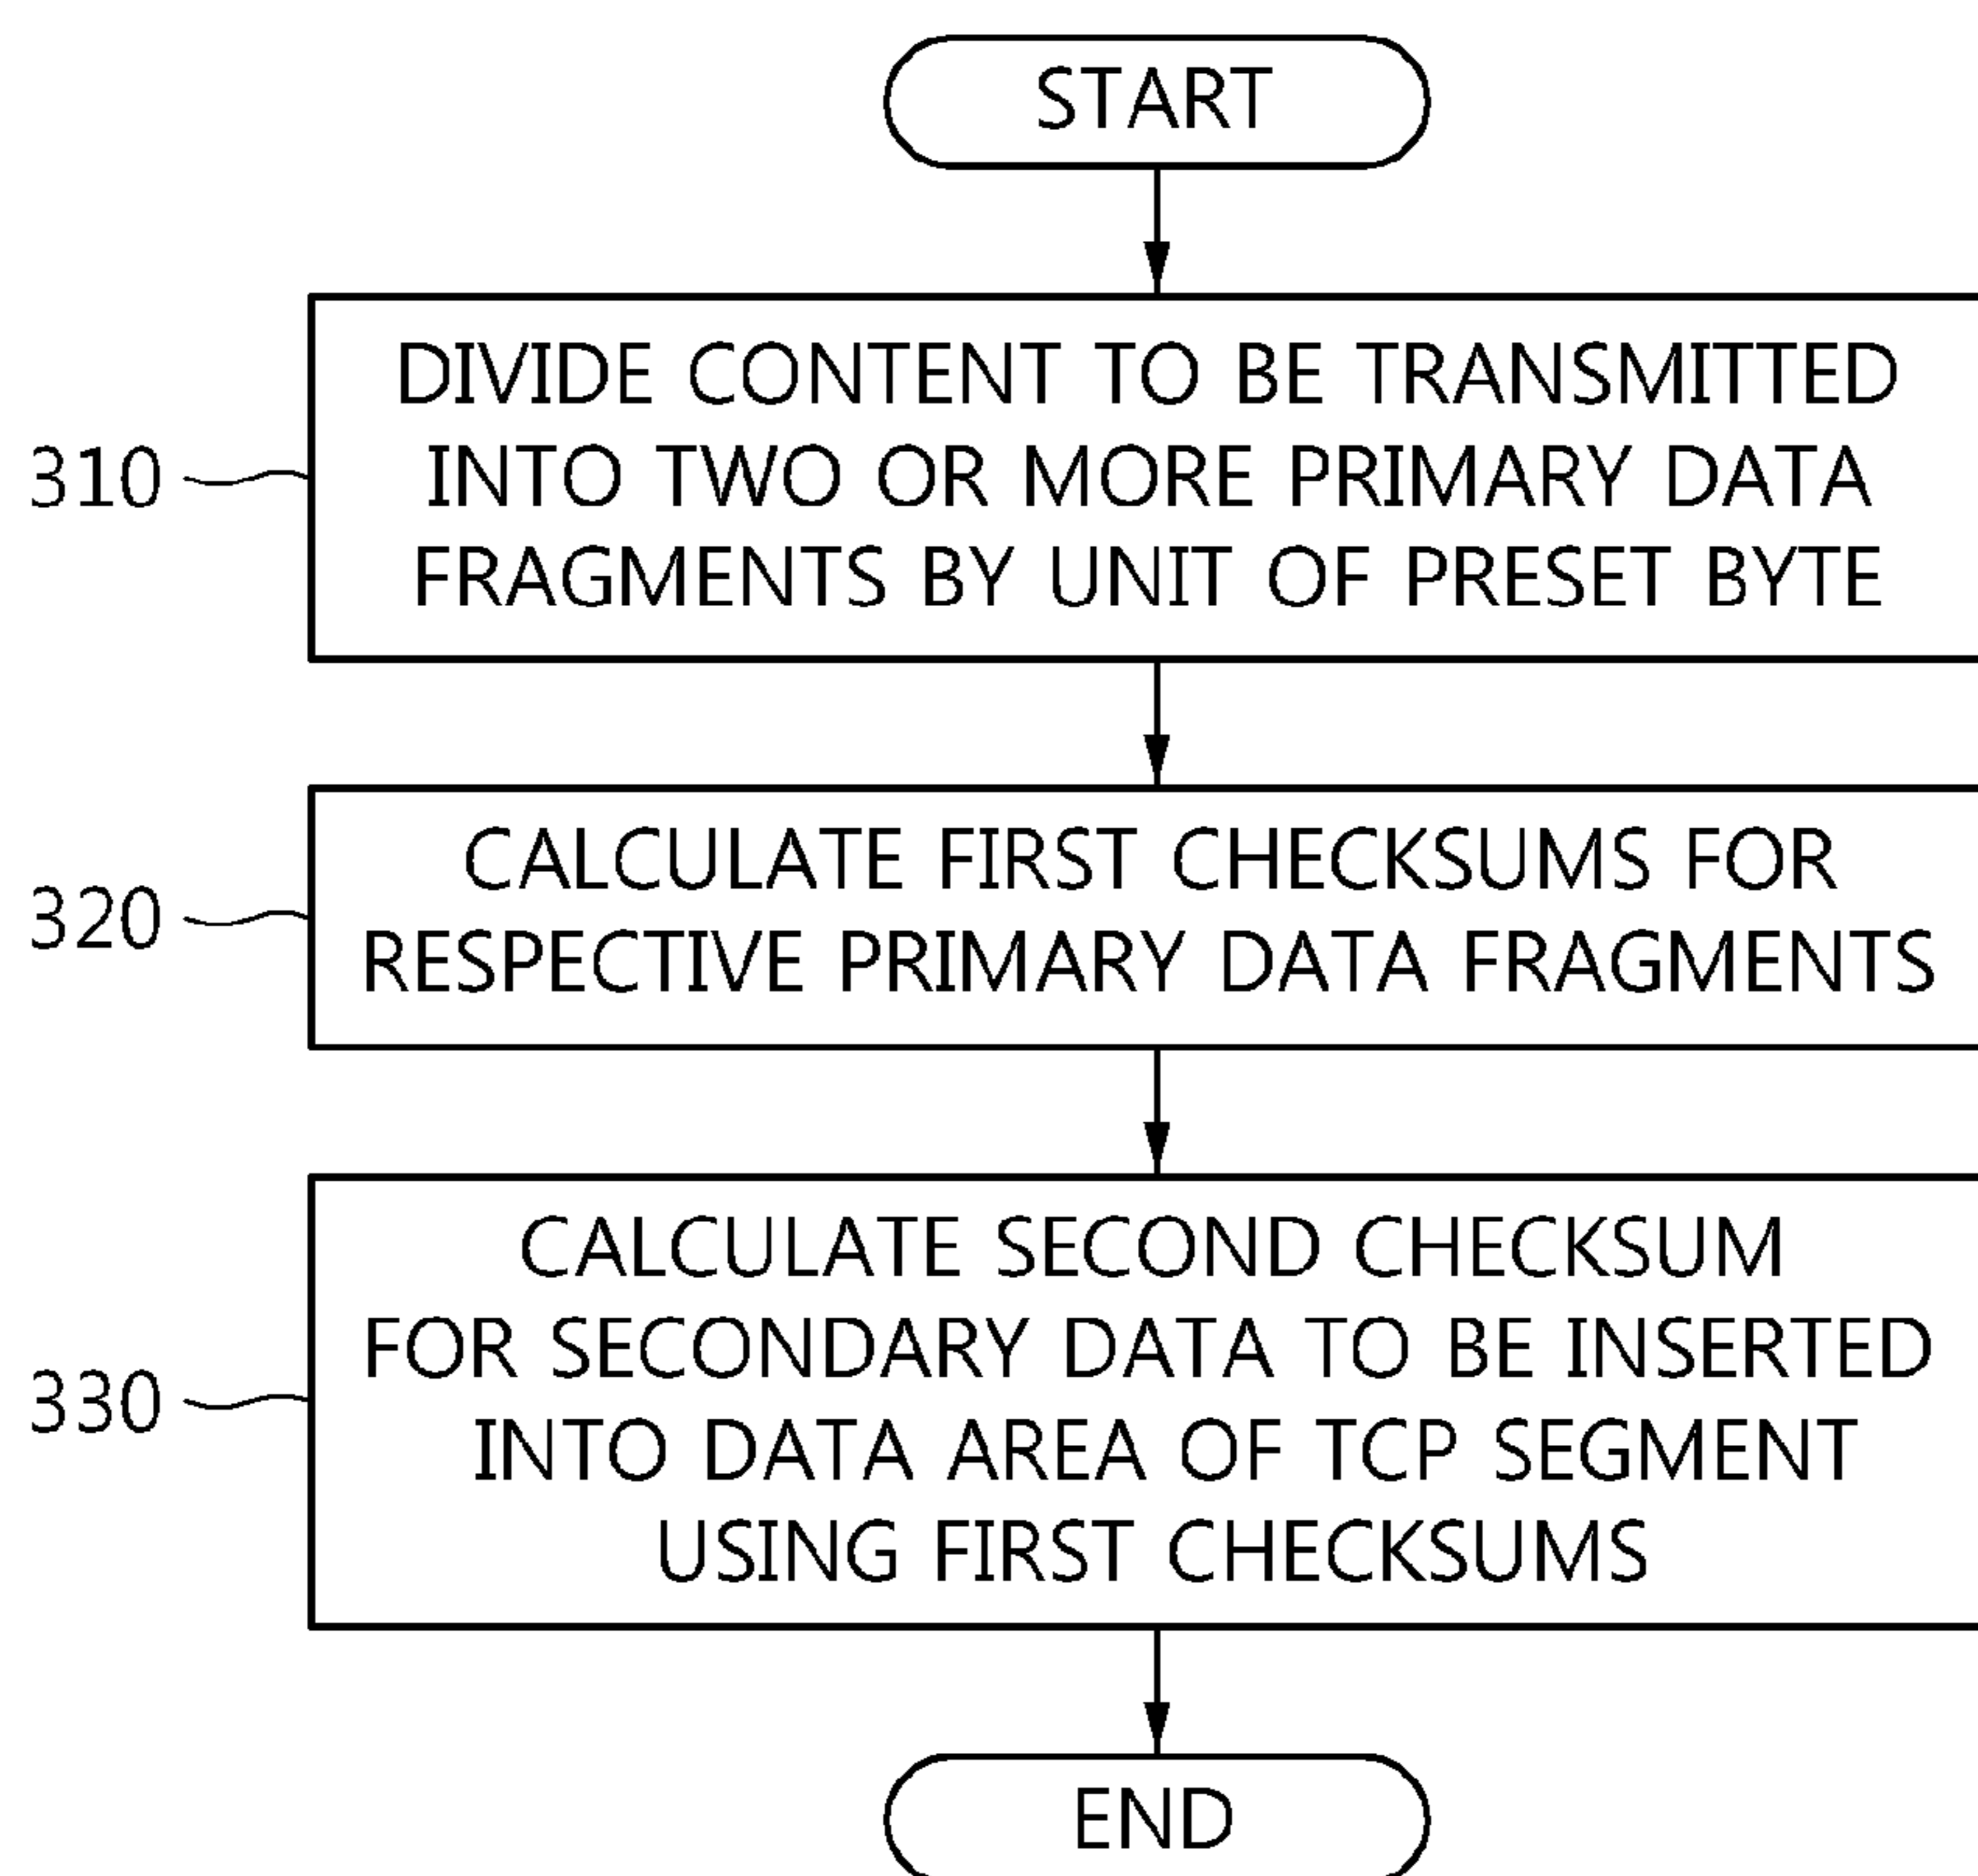 START
DIVIDE CONTENT TO BE TRANSMITTED
310 INTO TWO OR MORE PRIMARY DATA
FRAGMENTS BY UNIT OF PRESET BYTE
CALCULATE FIRST CHECKSUMS FOR
320
RESPECTIVE PRIMARY DATA FRAGMENTS
CALCULATE SECOND CHECKSUM
FOR SECONDARY DATA TO BE INSERTED
330
INTO DATA AREA OF TCP SEGMENT
USING FIRST CHECKSUMS
END